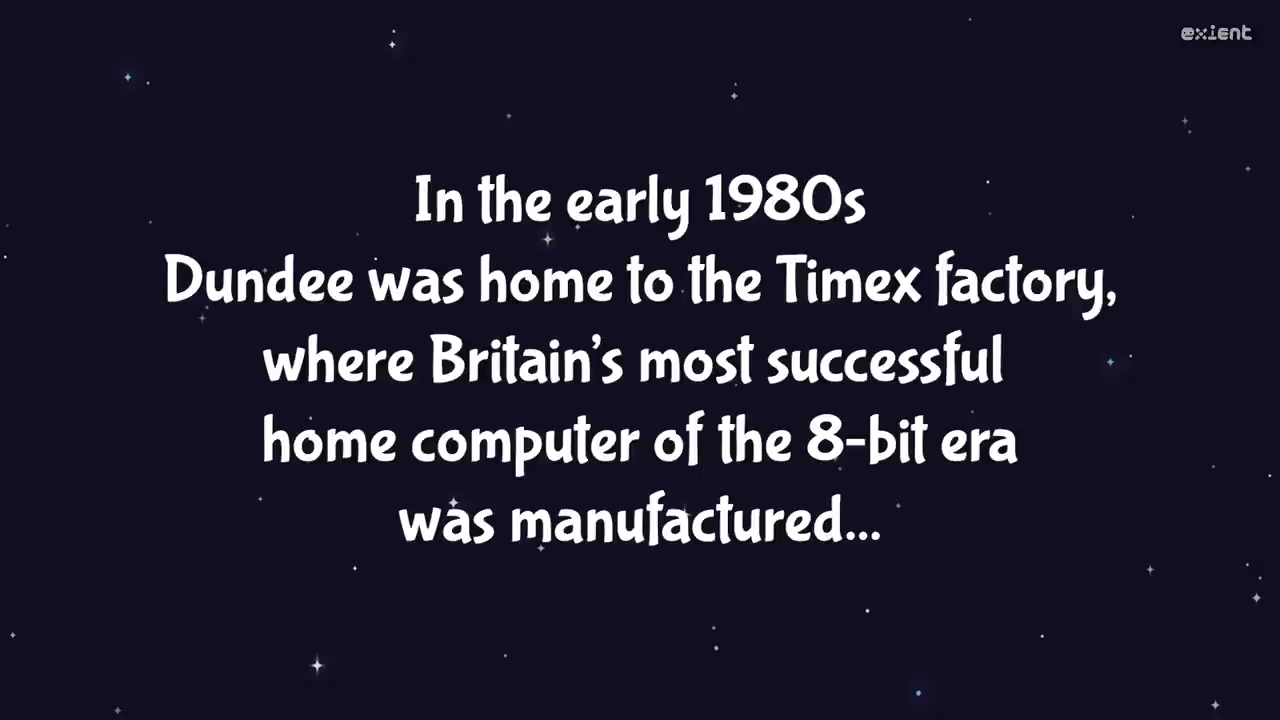 exient
In the early 1980s
Dundee was home to the Timex factory,
where Britain's most successful
home computer of the 8-bit era
was manufactured...